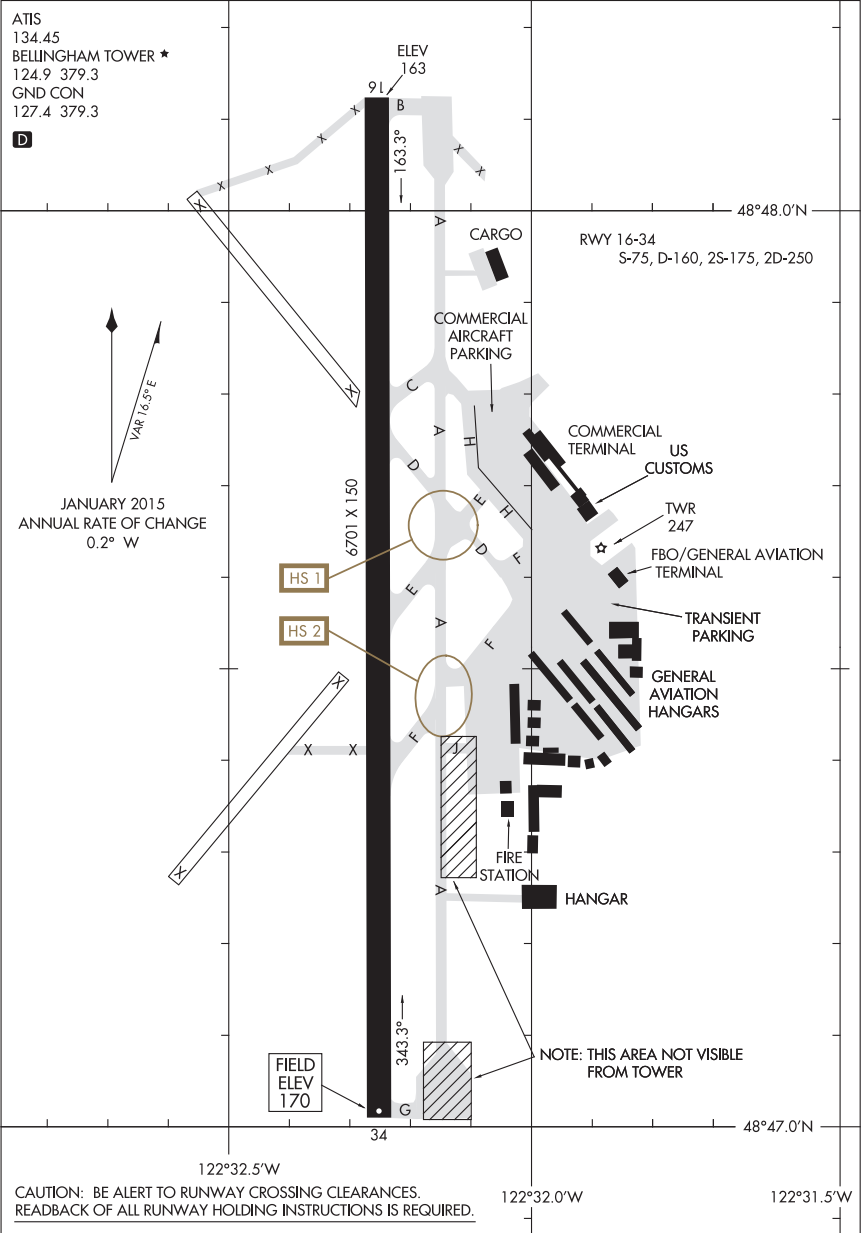 ATIS
134.45
BELLINGHAM TOWER ★
124.9 379.3
GND CON
127.4 379.3
D
ELEV
163
16
B
163.3°
X
X
X
X
X
X
X
A
48°48.0'N
CARGO
RWY 16-34
S-75, D-160, 2S-175, 2D-250
COMMERCIAL
AIRCRAFT
PARKING
VAR 16.5° E
X
C
A
H
COMMERCIAL
TERMINAL
US
CUSTOMS
D
JANUARY 2015
ANNUAL RATE OF CHANGE
0.2° W
6701 X 150
E
H
TWR
247
D
F
FBO/GENERAL AVIATION
TERMINAL
HS 1
E
A
TRANSIENT
PARKING
HS 2
F
GENERAL
AVIATION
HANGARS
X
F
J
X
X
X
FIRE
STATION
A
HANGAR
343.3°
NOTE: THIS AREA NOT VISIBLE
FROM TOWER
FIELD
ELEV
170
G
34
48°47.0'N
122°32.5'W
122°32.0'W
122°31.5'W
CAUTION: BE ALERT TO RUNWAY CROSSING CLEARANCES.
READBACK OF ALL RUNWAY HOLDING INSTRUCTIONS IS REQUIRED.